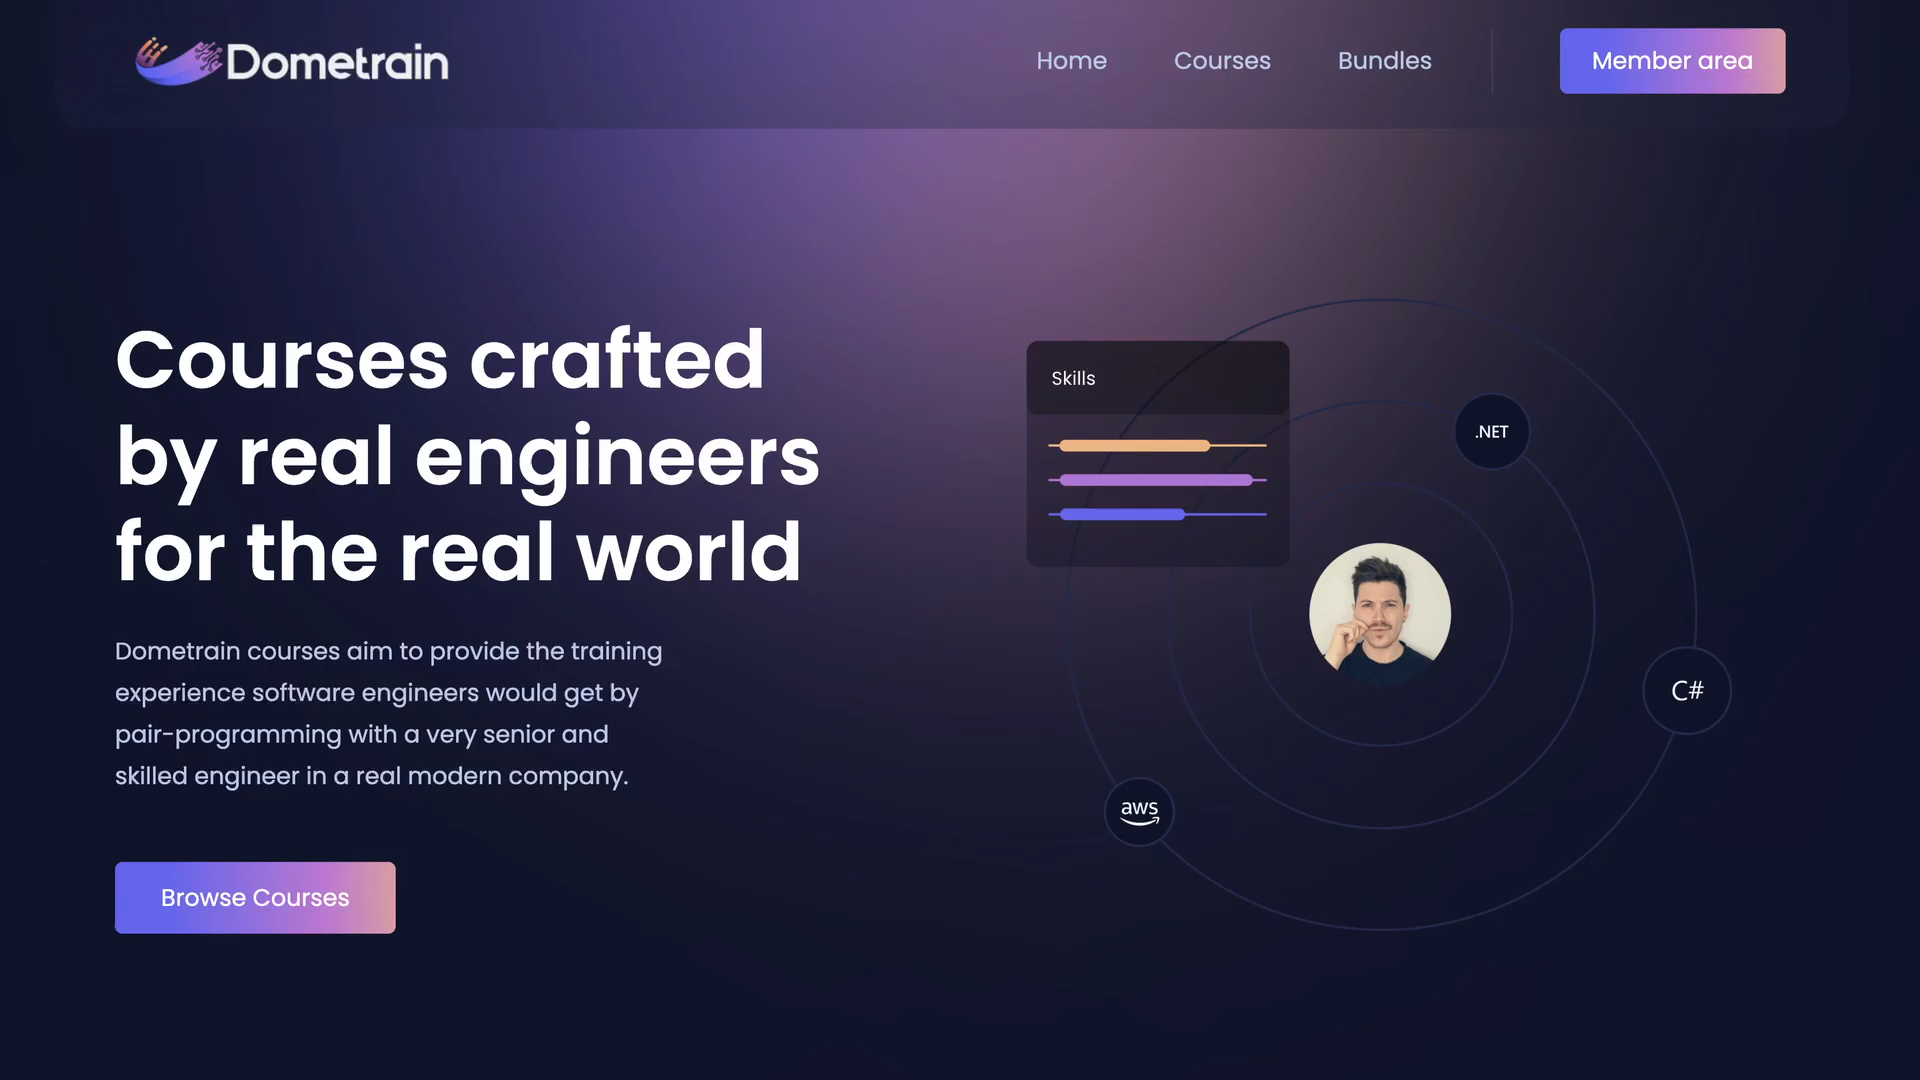 Dometrain
Home
Courses
Bundles
Member area
Courses crafted
by real engineers
for the real world
Dometrain courses aim to provide the training
experience software engineers would get by
pair-programming with a very senior and
skilled engineer in a real modern company.
Browse Courses
Skills
.NET
C#
aws